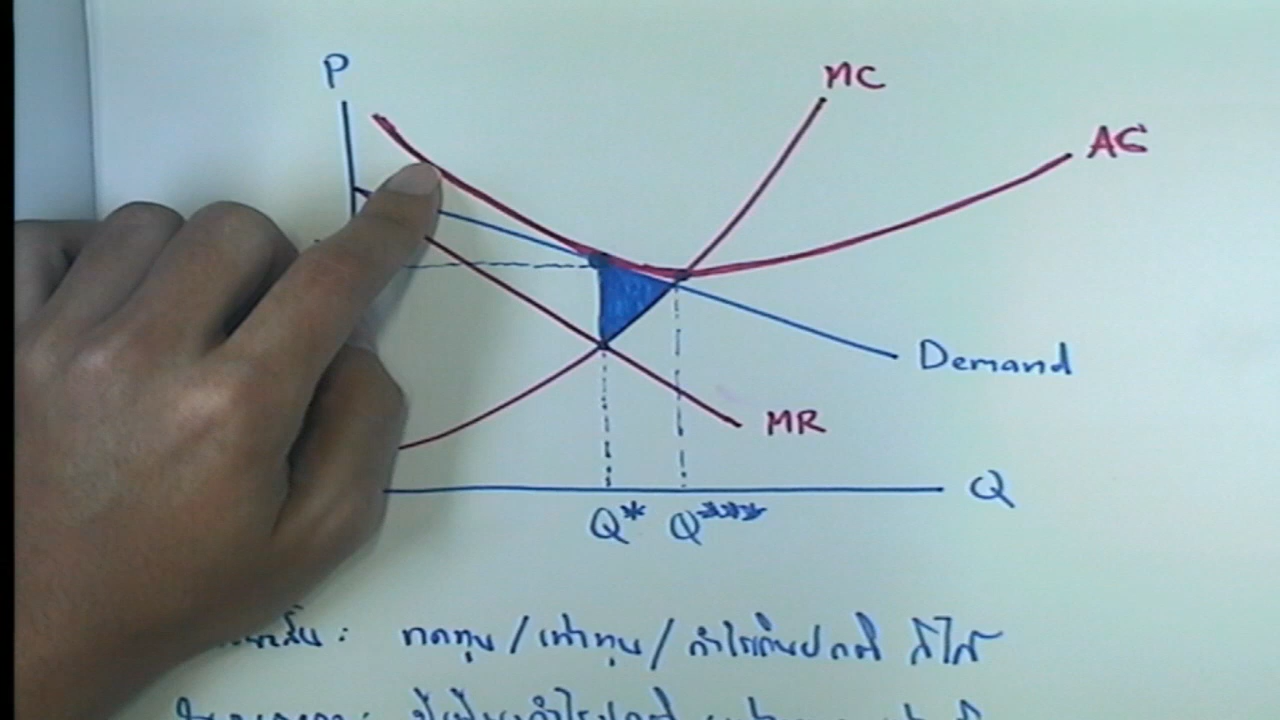 P
MC
AC
Demand
MR
Q
Q* Q***
: ขาดทุน / เท่าทุน / กำไรเกินปกติ ก็ได้